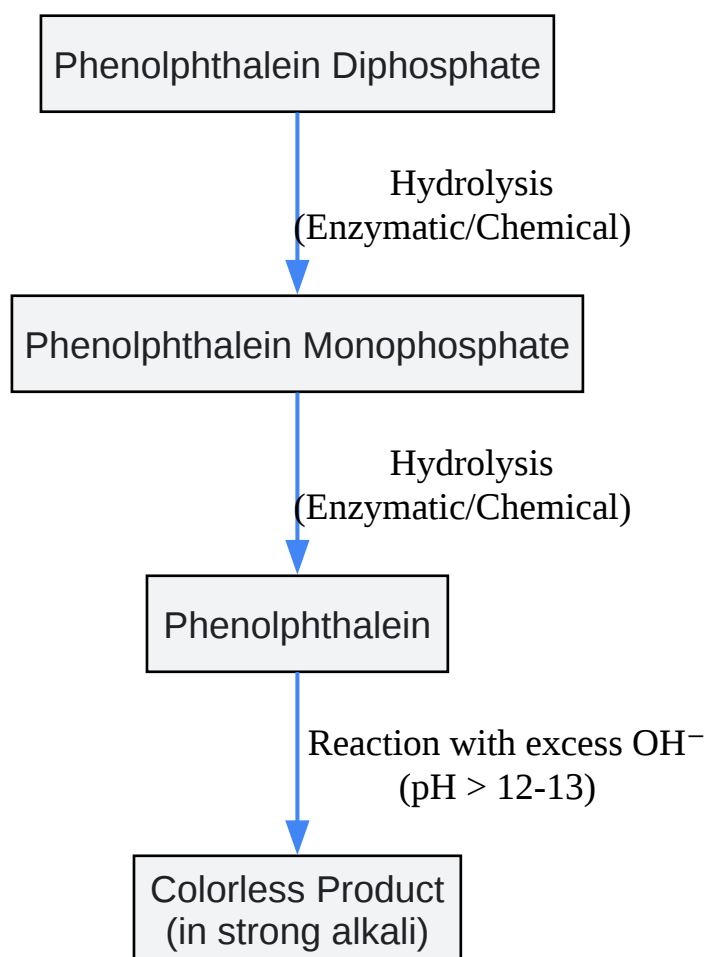 Phenolphthalein Diphosphate
Hydrolysis
(Enzymatic/Chemical)
Phenolphthalein Monophosphate
Hydrolysis
(Enzymatic/Chemical)
Phenolphthalein
Reaction with excess OH⁻
(pH > 12-13)
Colorless Product
(in strong alkali)